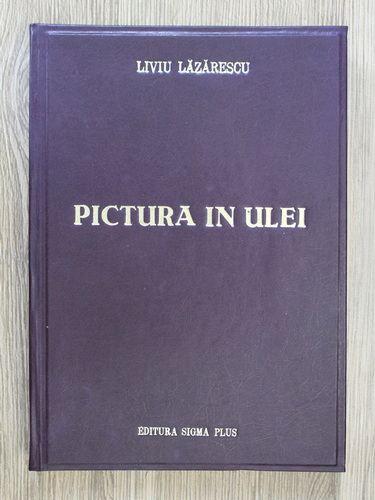 LIVIU LĂZĂRESCU
PICTURA IN ULEI
EDITURA SIGMA PLUS